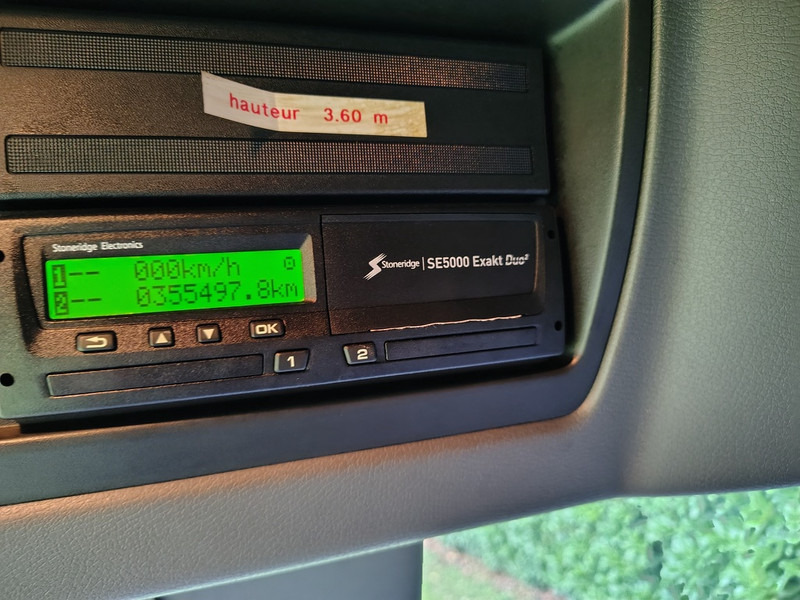 hauteur 3.60 m
Stoneridge Electronics
1-- 000km/h
2-- 0355497.8km
Stoneridge | SE5000 Exakt Duo²
OK
1
2